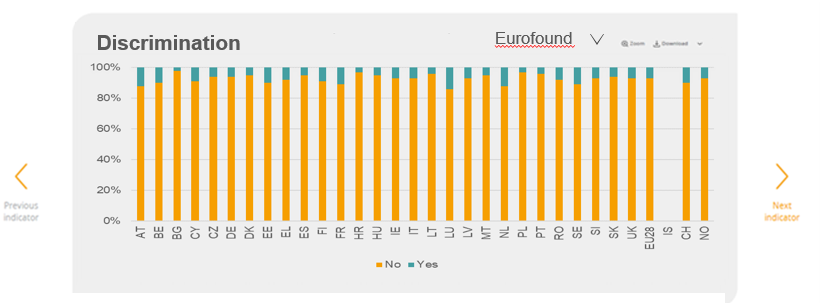 Discrimination
Eurofound
Zoom
Download
100%
80%
60%
40%
20%
0%
AT BE BG CY CZ DE DK EE EL ES FI FR HR HU IE IT LT LU LV MT NL PL PT RO SE SI SK UK EU28 IS CH NO
No Yes
Previous
indicator
Next
indicator